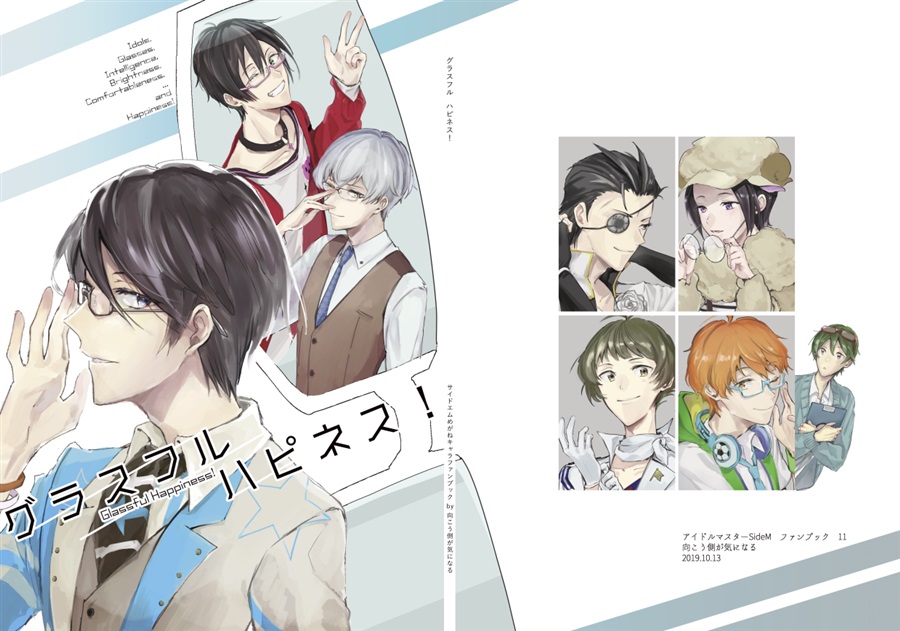 Idols,
Glasses,
Intelligence,
Brightness,
Comfortableness,
...
and
Happiness!
グラスフル
ハピネス！
Glassful Happiness!
グラスフル　ハピネス！
サイドエムめがねキャラファンブック by 向こう側が気になる
アイドルマスターSideM　ファンブック　11
向こう側が気になる
2019.10.13